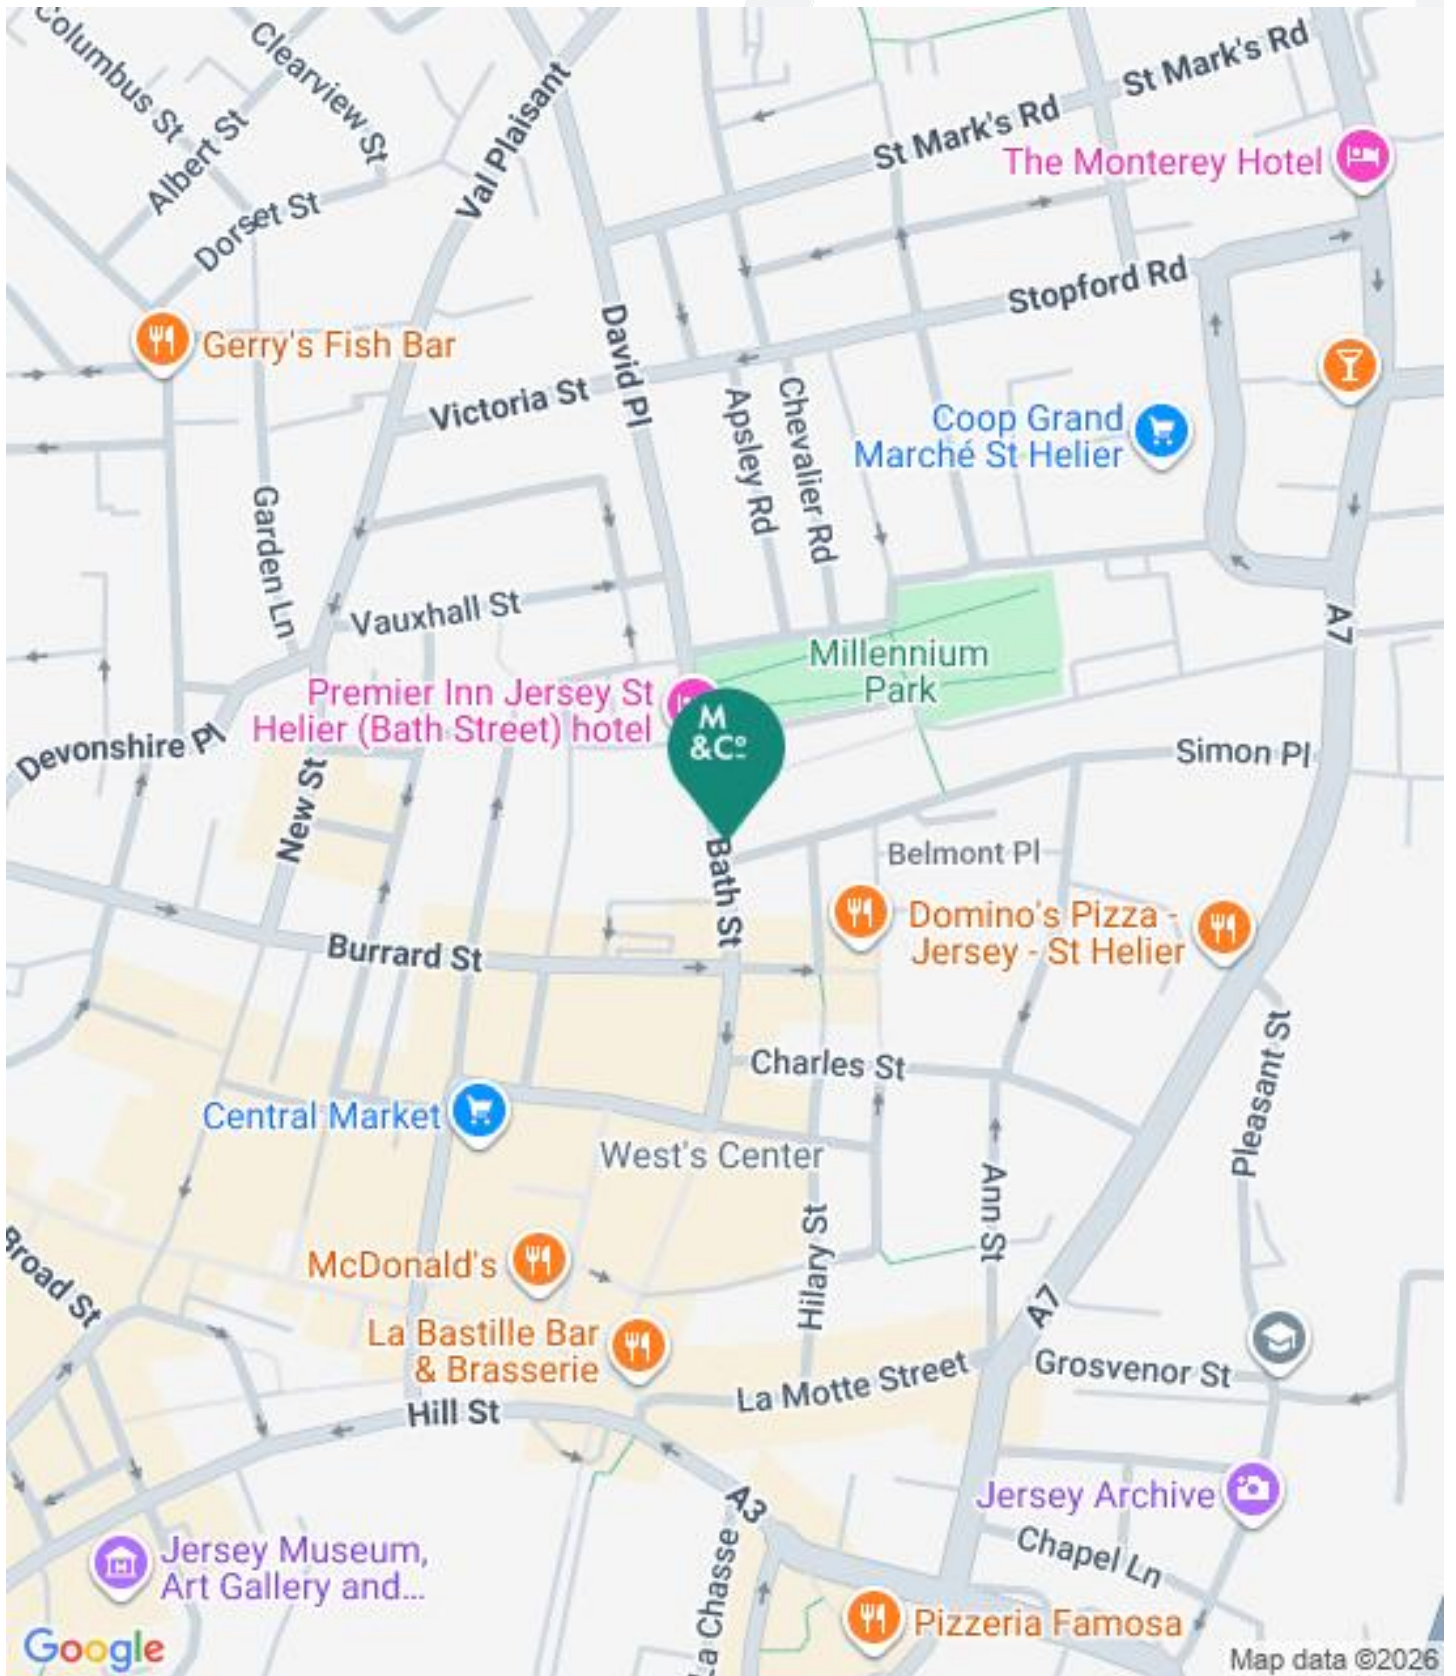 Columbus St
Clearview St
Albert St
Dorset St
Val Plaisant
St Mark's Rd
St Mark's Rd
The Monterey Hotel
Stopford Rd
Gerry's Fish Bar
David Pl
Victoria St
Apsley Rd
Chevalier Rd
Coop Grand
Marché St Helier
Garden Ln
Vauxhall St
A7
Millennium
Park
Premier Inn Jersey St
Helier (Bath Street) hotel
M
&Cº
Devonshire Pl
New St
Simon Pl
Bath St
Belmont Pl
Domino's Pizza -
Jersey - St Helier
Burrard St
Charles St
Pleasant St
Central Market
West's Center
Ann St
Hilary St
Broad St
McDonald's
La Bastille Bar
& Brasserie
A7
La Motte Street
Grosvenor St
Hill St
Jersey Archive
A3
Chapel Ln
La Chasse
Jersey Museum,
Art Gallery and...
Pizzeria Famosa
Google
Map data ©2026